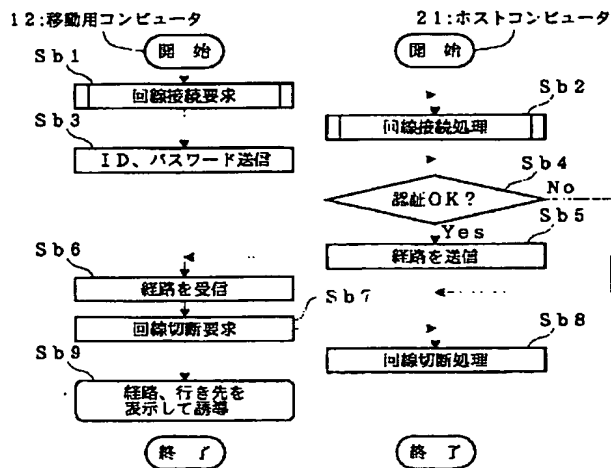 12:移動用コンピュータ
21:ホストコンピュータ
開 始
開 始
Sb1
回線接続要求
Sb2
回線接続処理
Sb3
ID、パスワード送信
Sb4
認証OK?
No
Yes
Sb5
経路を送信
Sb6
経路を受信
Sb7
回線切断要求
Sb8
回線切断処理
Sb9
経路、行き先を
表示して誘導
終 了
終 了